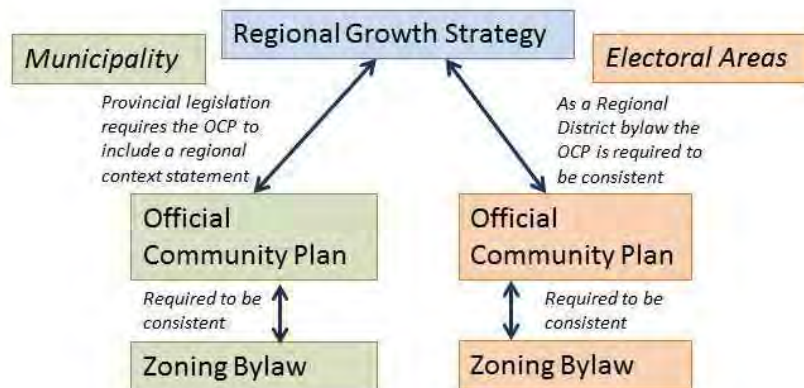 Regional Growth Strategy
Municipality
Electoral Areas
Provincial legislation
requires the OCP to
include a regional
context statement
As a Regional
District bylaw the
OCP is required to
be consistent
Official
Community Plan
Official
Community Plan
Required to be
consistent
Required to be
consistent
Zoning Bylaw
Zoning Bylaw